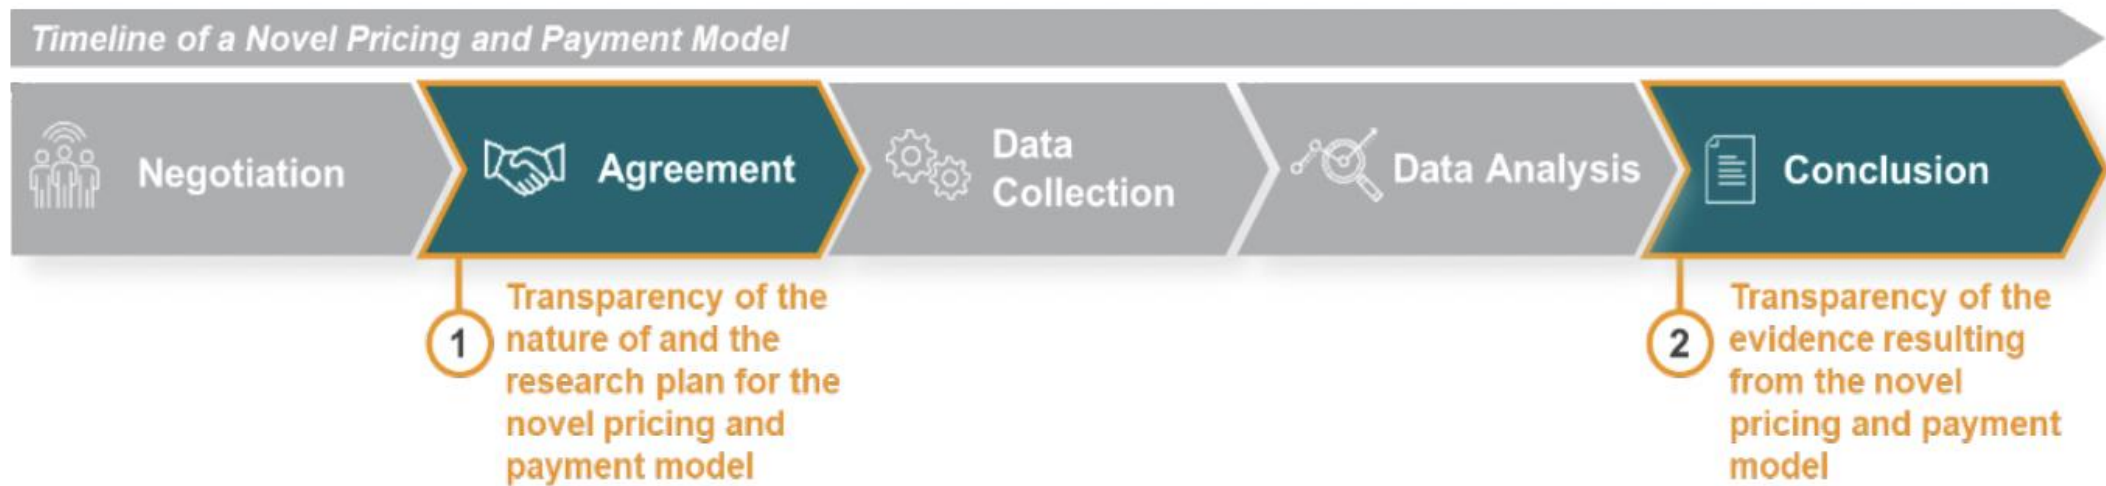 Timeline of a Novel Pricing and Payment Model
Negotiation
Agreement
Data
Collection
Data Analysis
Conclusion
1
Transparency of the
nature of and the
research plan for the
novel pricing and
payment model
2
Transparency of the
evidence resulting
from the novel
pricing and payment
model